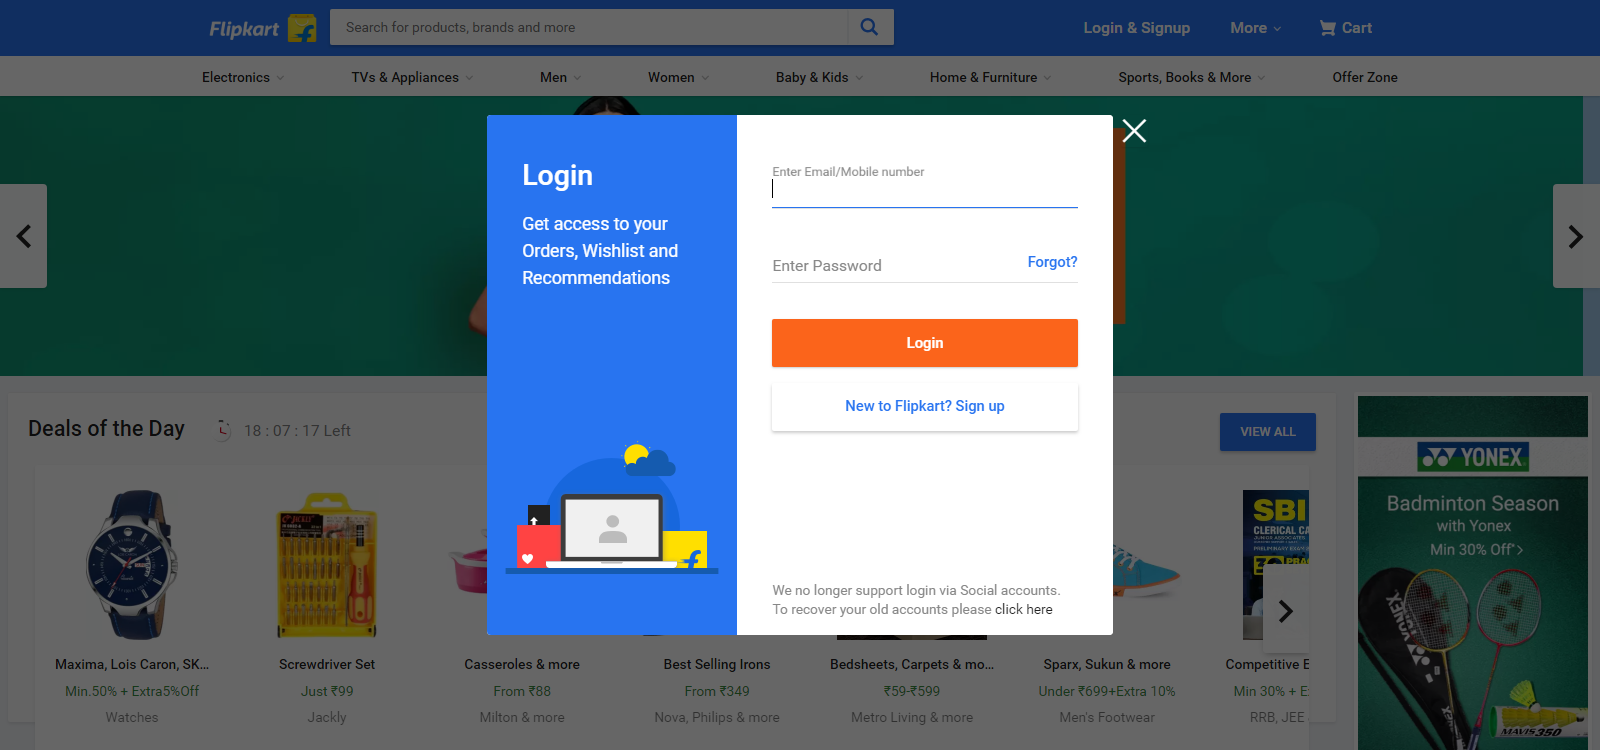 Flipkart
Search for products, brands and more
Login & Signup
More
Cart
Electronics
TVs & Appliances
Men
Women
Baby & Kids
Home & Furniture
Sports, Books & More
Offer Zone
Login
Get access to your
Orders, Wishlist and
Recommendations
Enter Email/Mobile number
Enter Password
Forgot?
Login
New to Flipkart? Sign up
We no longer support login via Social accounts.
To recover your old accounts please click here
Deals of the Day
18 : 07 : 17 Left
VIEW ALL
JACKLY
SBI
CLERICAL CA
JUNIOR ASSOCIATES
PRELIMINARY EXAM
PRAC
Maxima, Lois Caron, SK...
Min.50% + Extra5%Off
Watches
Screwdriver Set
Just ₹99
Jackly
Casseroles & more
From ₹88
Milton & more
Best Selling Irons
From ₹349
Nova, Philips & more
Bedsheets, Carpets & mo...
₹59-₹599
Metro Living & more
Sparx, Sukun & more
Under ₹699+Extra 10%
Men's Footwear
Competitive E
Min 30% + E
RRB, JEE
YONEX
Badminton Season
with Yonex
Min 30% Off*>
YONEX
MAVIS350